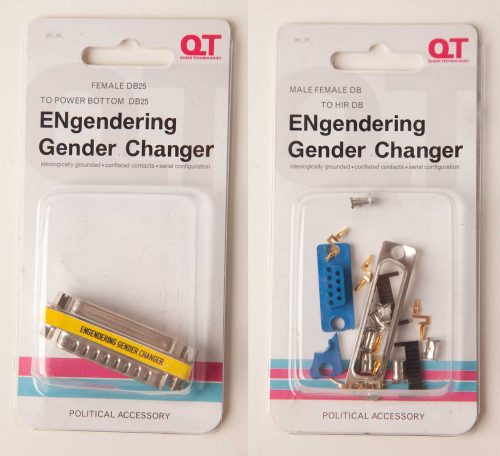 QT
QUEER TECHNOLOGIES
FEMALE DB25
TO POWER BOTTOM DB25
ENgendering
Gender Changer
ideologically grounded • conflated contacts • serial configuration
ENGENDERING GENDER CHANGER
POLITICAL ACCESSORY
QT
QUEER TECHNOLOGIES
MALE FEMALE DB
TO HIR DB
ENgendering
Gender Changer
ideologically grounded • conflated contacts • serial configuration
POLITICAL ACCESSORY